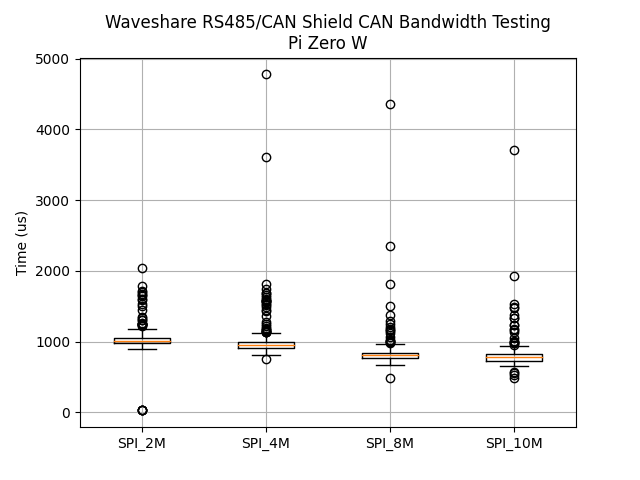 Waveshare RS485/CAN Shield CAN Bandwidth Testing
Pi Zero W
Time (us)
5000
4000
3000
2000
1000
0
SPI_2M SPI_4M SPI_8M SPI_10M